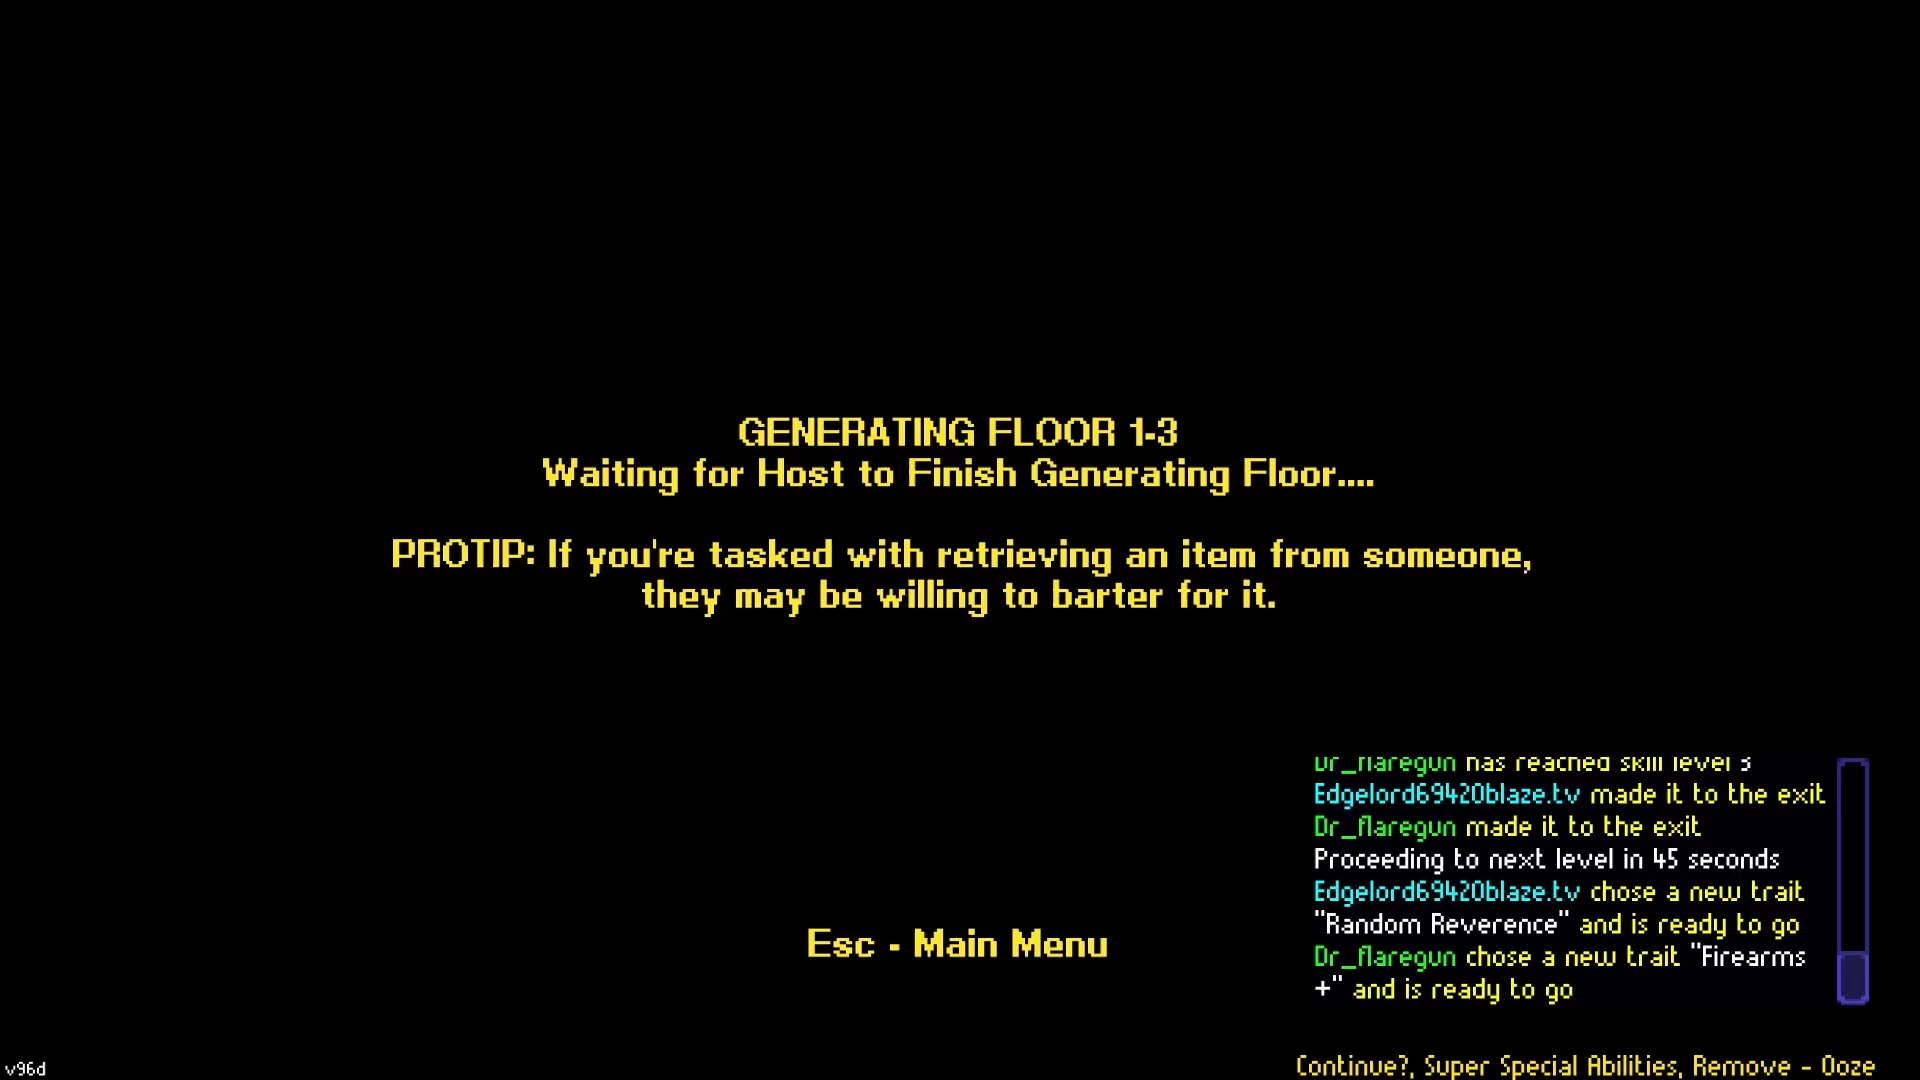 GENERATING FLOOR 1-3
Waiting for Host to Finish Generating Floor....
PROTIP: If you're tasked with retrieving an item from someone,
they may be willing to barter for it.
Dr_flaregun has reached skill level 3
Edgelord69420blaze.tv made it to the exit
Dr_flaregun made it to the exit
Proceeding to next level in 45 seconds
Edgelord69420blaze.tv chose a new trait
"Random Reverence" and is ready to go
Dr_flaregun chose a new trait "Firearms
+" and is ready to go
Esc - Main Menu
v96d
Continue?, Super Special Abilities, Remove - Ooze